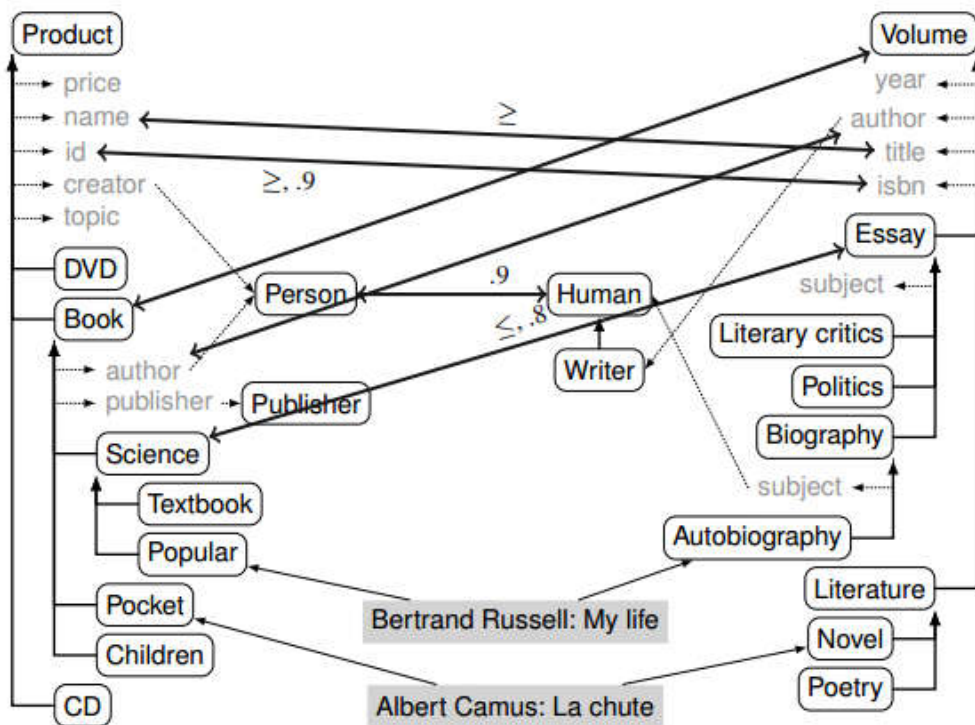 Product
Volume
price
year
name
≥
author
id
title
≥, .9
creator
isbn
topic
Essay
DVD
subject
Person
.9
Human
Book
≤, .8
Literary critics
author
Writer
Politics
publisher
Publisher
Biography
Science
subject
Textbook
Autobiography
Popular
Literature
Pocket
Bertrand Russell: My life
Novel
Children
Poetry
CD
Albert Camus: La chute